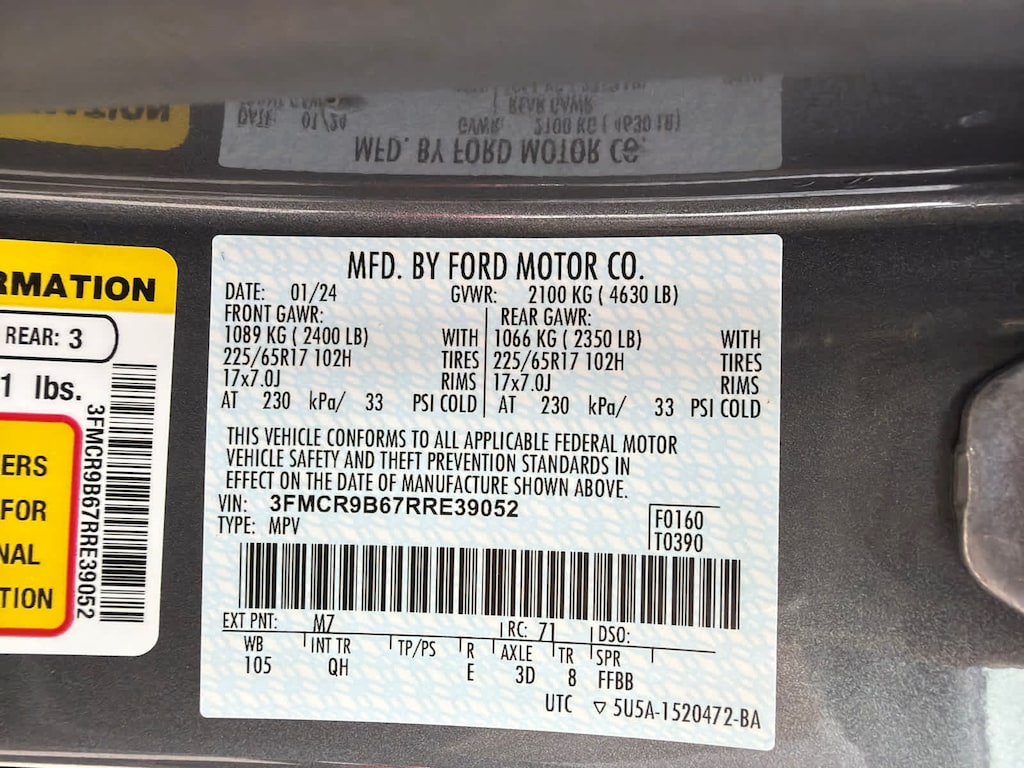 MFD. BY FORD MOTOR CO.
DATE: 01/24 GVWR: 2100 KG ( 4630 LB)
FRONT GAWR: REAR GAWR:
1089 KG ( 2400 LB) WITH 1066 KG ( 2350 LB) WITH
225/65R17 102H TIRES 225/65R17 102H TIRES
17x7.0J RIMS 17x7.0J RIMS
AT 230 kPa/ 33 PSI COLD AT 230 kPa/ 33 PSI COLD
THIS VEHICLE CONFORMS TO ALL APPLICABLE FEDERAL MOTOR
VEHICLE SAFETY AND THEFT PREVENTION STANDARDS IN
EFFECT ON THE DATE OF MANUFACTURE SHOWN ABOVE.
VIN: 3FMCR9B67RRE39052
TYPE: MPV
F0160
T0390
EXT PNT: M7 RC: 71 DSO:
WB INT TR TP/PS R AXLE TR SPR
105 QH E 3D 8 FFBB
UTC ▽ 5U5A-1520472-BA
RMATION
REAR: 3
1 lbs.
3FMCR9B67RRE39052
ERS
FOR
NAL
TION